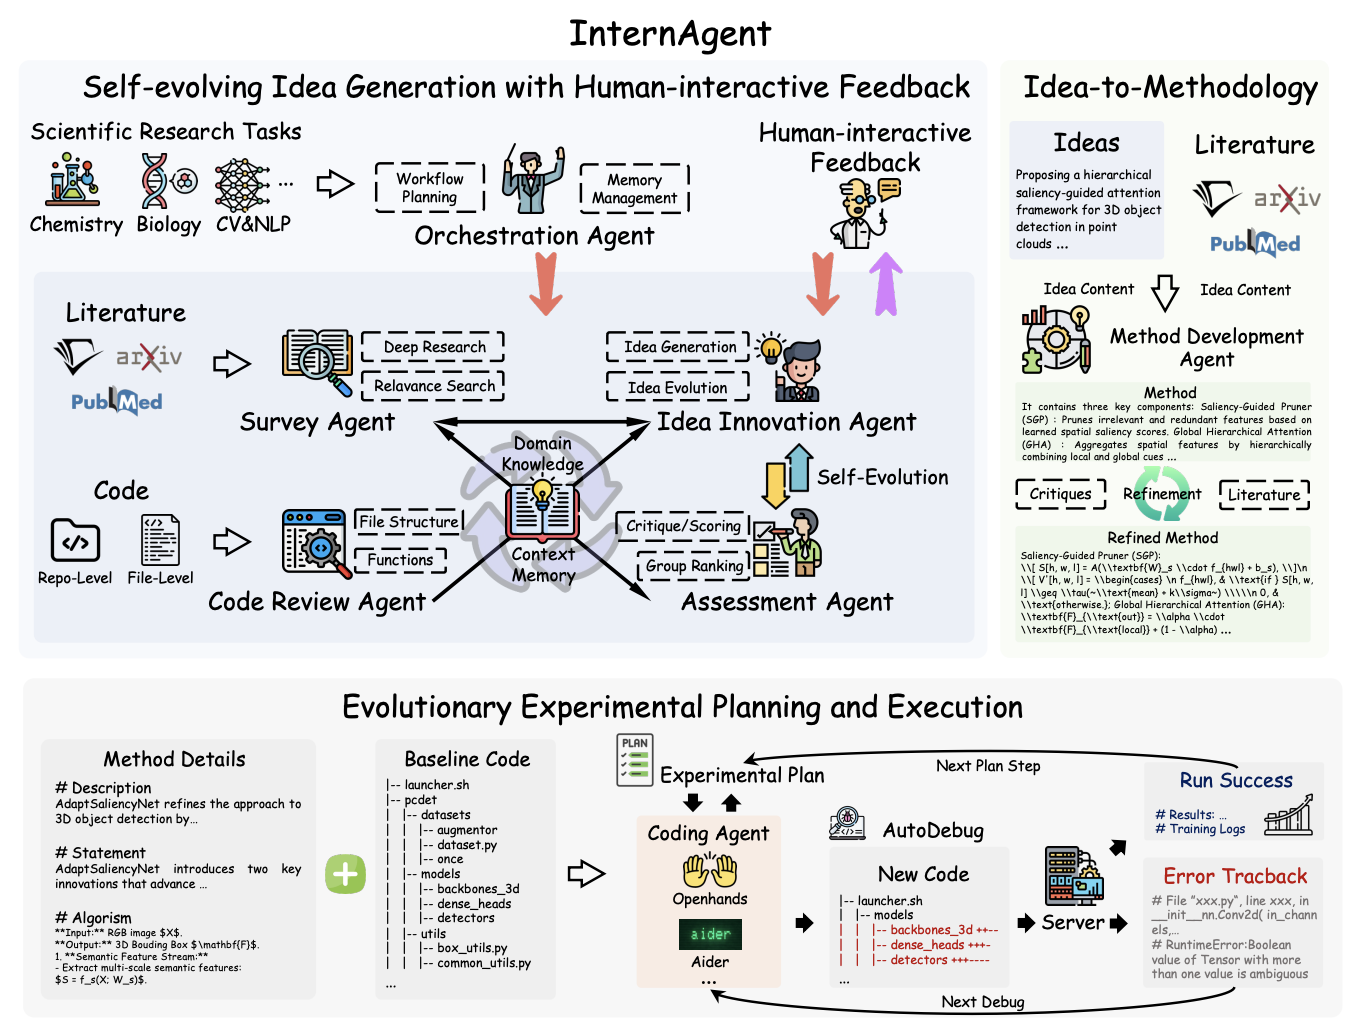 InternAgent
Self-evolving Idea Generation with Human-interactive Feedback
Scientific Research Tasks
Chemistry
Biology
CV&NLP
...
Workflow
Planning
Memory
Management
Orchestration Agent
Human-interactive
Feedback
Literature
arXiv
PubMed
Deep Research
Relavance Search
Survey Agent
Idea Generation
Idea Evolution
Idea Innovation Agent
Domain
Knowledge
Context
Memory
Self-Evolution
Code
Repo-Level
File-Level
File Structure
Functions
Code Review Agent
Critique/Scoring
Group Ranking
Assessment Agent
Idea-to-Methodology
Ideas
Proposing a hierarchical
saliency-guided attention
framework for 3D object
detection in point
clouds ...
Literature
arXiv
PubMed
Idea Content
Idea Content
Method Development
Agent
Method
It contains three key components: Saliency-Guided Pruner
(SGP) : Prunes irrelevant and redundant features based on
learned spatial saliency scores. Global Hierarchical Attention
(GHA) : Aggregates spatial features by hierarchically
combining local and global cues ...
Critiques
Refinement
Literature
Refined Method
Saliency-Guided Pruner (SGP):
\\[ S[h, w, l] = A(\\textbf{W}_s \\cdot f_{hwl} + b_s), \\]\n
\\[ V'[h, w, l] = \\begin{cases} \n f_{hwl}, & \\text{if } S[h, w,
l] \\geq \\tau(~\\text{mean} + k\\sigma~) \\\\\n 0, &
\\text{otherwise.}; Global Hierarchical Attention (GHA):
\\textbf{F}_{\\text{out}} = \\alpha \\cdot
\\textbf{F}_{\\text{local}} + (1 - \\alpha) ...
Evolutionary Experimental Planning and Execution
Method Details
# Description
AdaptSaliencyNet refines the approach to
3D object detection by...
# Statement
AdaptSaliencyNet introduces two key
innovations that advance ...
# Algorism
**Input:** RGB image $X$.
**Output:** 3D Bouding Box $\mathbf{F}$.
1. **Semantic Feature Stream:**
- Extract multi-scale semantic features:
$S = f_s(X; W_s)$.
Baseline Code
|-- launcher.sh
|-- pcdet
| |-- datasets
| | |-- augmentor
| | |-- dataset.py
| | |-- once
| |-- models
| | |-- backbones_3d
| | |-- dense_heads
| | |-- detectors
| |-- utils
| | |-- box_utils.py
| | |-- common_utils.py
...
PLAN
Experimental Plan
Coding Agent
Openhands
aider
Aider
...
AutoDebug
New Code
|-- launcher.sh
| |-- models
| | |-- backbones_3d ++--
| | |-- dense_heads +++-
| | |-- detectors +++----
...
Next Plan Step
Server
Run Success
# Results: ...
# Training Logs
Error Tracback
# File "xxx.py", line xxx, in
__init__nn.Conv2d( in_chann
els,...
# RuntimeError:Boolean
value of Tensor with more
than one value is ambiguous
Next Debug